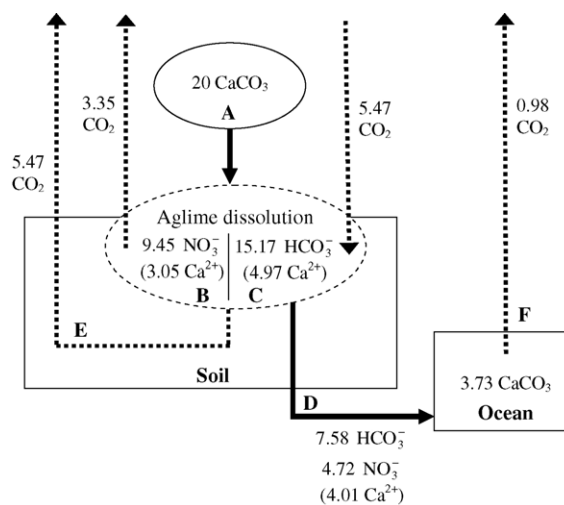 20 CaCO₃
A
3.35
CO₂
5.47
CO₂
0.98
CO₂
5.47
CO₂
Aglime dissolution
9.45 NO₃⁻ 15.17 HCO₃⁻
(3.05 Ca²⁺) (4.97 Ca²⁺)
B C
E
F
Soil
3.73 CaCO₃
Ocean
D
7.58 HCO₃⁻
4.72 NO₃⁻
(4.01 Ca²⁺)